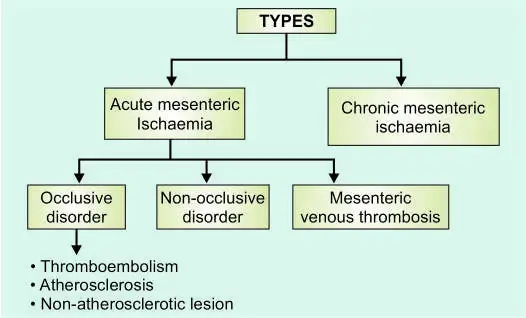 TYPES
Acute mesenteric
Ischaemia
Chronic mesenteric
ischaemia
Occlusive
disorder
Non-occlusive
disorder
Mesenteric
venous thrombosis
• Thromboembolism
• Atherosclerosis
• Non-atherosclerotic lesion